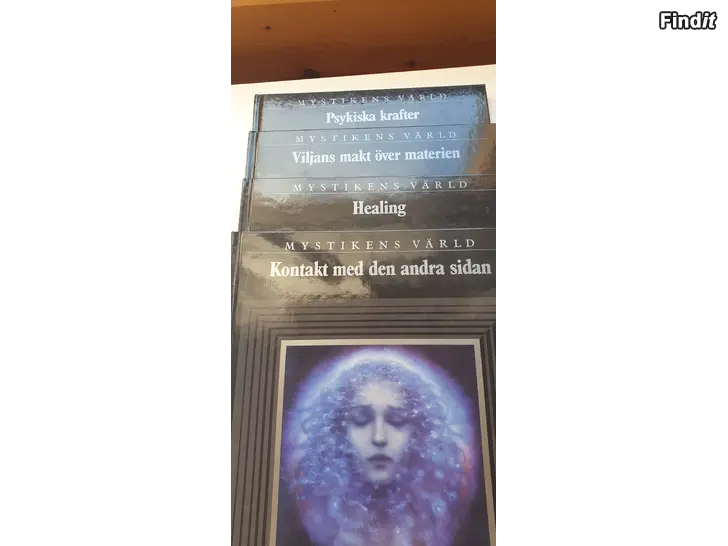 Findit
MYSTIKENS VÄRLD
Psykiska krafter
MYSTIKENS VÄRLD
Viljans makt över materien
MYSTIKENS VÄRLD
Healing
MYSTIKENS VÄRLD
Kontakt med den andra sidan